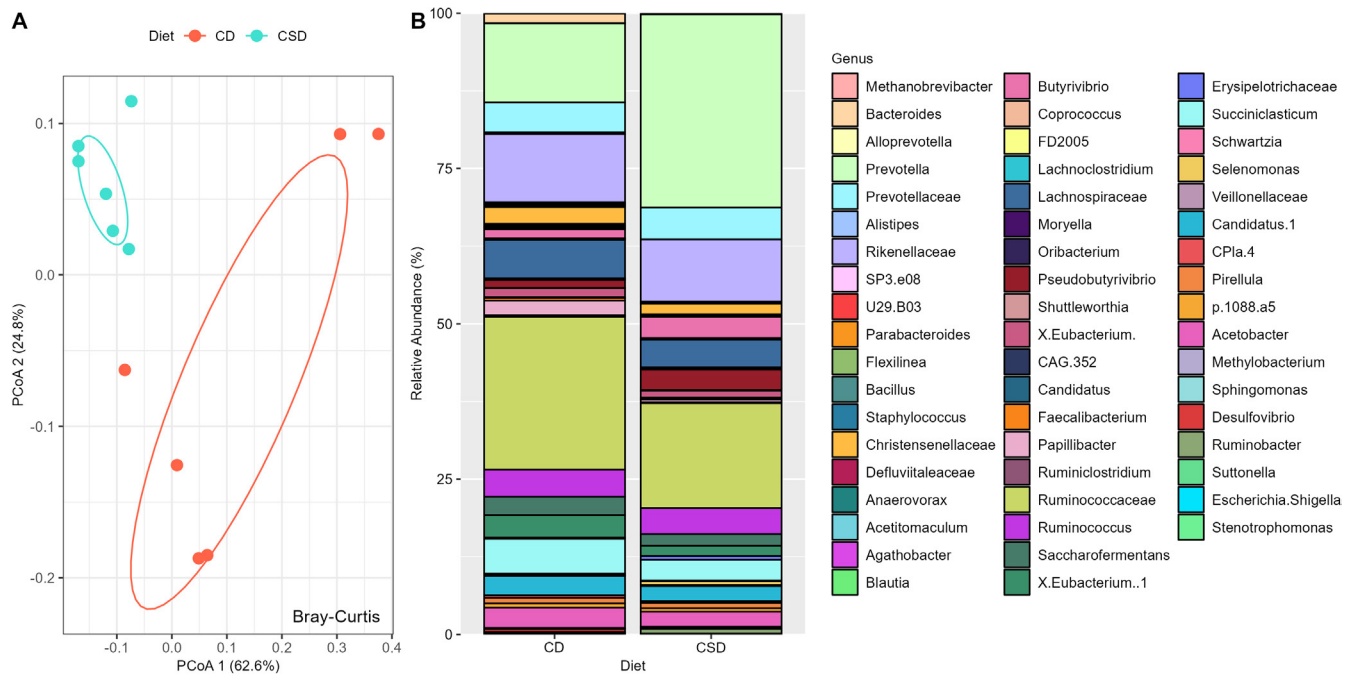 A
Diet CD CSD
0.1
0.0
-0.1
-0.2
PCoA 2 (24.8%)
Bray-Curtis
-0.1 0.0 0.1 0.2 0.3 0.4
PCoA 1 (62.6%)
B
100
75
50
25
0
Relative Abundance (%)
CD CSD
Diet
Genus
Methanobrevibacter
Bacteroides
Alloprevotella
Prevotella
Prevotellaceae
Alistipes
Rikenellaceae
SP3.e08
U29.B03
Parabacteroides
Flexilinea
Bacillus
Staphylococcus
Christensenellaceae
Defluviitaleaceae
Anaerovorax
Acetitomaculum
Agathobacter
Blautia
Butyrivibrio
Coprococcus
FD2005
Lachnoclostridium
Lachnospiraceae
Moryella
Oribacterium
Pseudobutyrivibrio
Shuttleworthia
X.Eubacterium.
CAG.352
Candidatus
Faecalibacterium
Papillibacter
Ruminiclostridium
Ruminococcaceae
Ruminococcus
Saccharofermentans
X.Eubacterium..1
Erysipelotrichaceae
Succiniclasticum
Schwartzia
Selenomonas
Veillonellaceae
Candidatus.1
CPla.4
Pirellula
p.1088.a5
Acetobacter
Methylobacterium
Sphingomonas
Desulfovibrio
Ruminobacter
Suttonella
Escherichia.Shigella
Stenotrophomonas